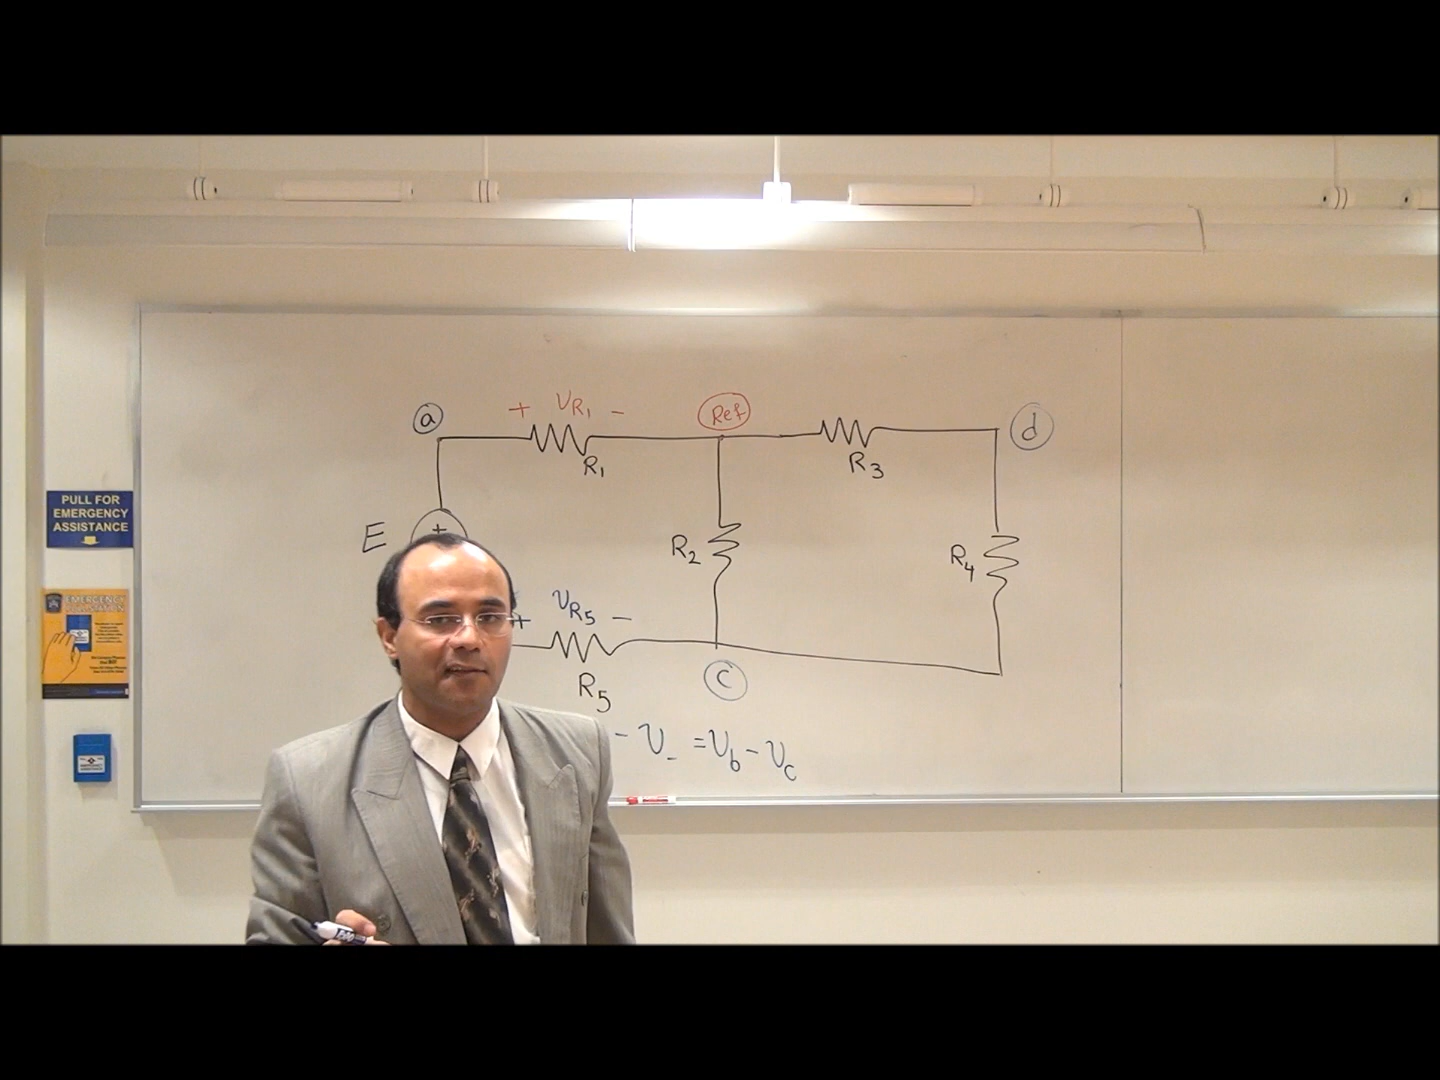 a
+ VR1 -
Ref
d
R1
R3
E
+
R2
R4
+ VR5 -
R5
c
- V- = Vb - Vc
PULL FOR
EMERGENCY
ASSISTANCE
EMERGENCY